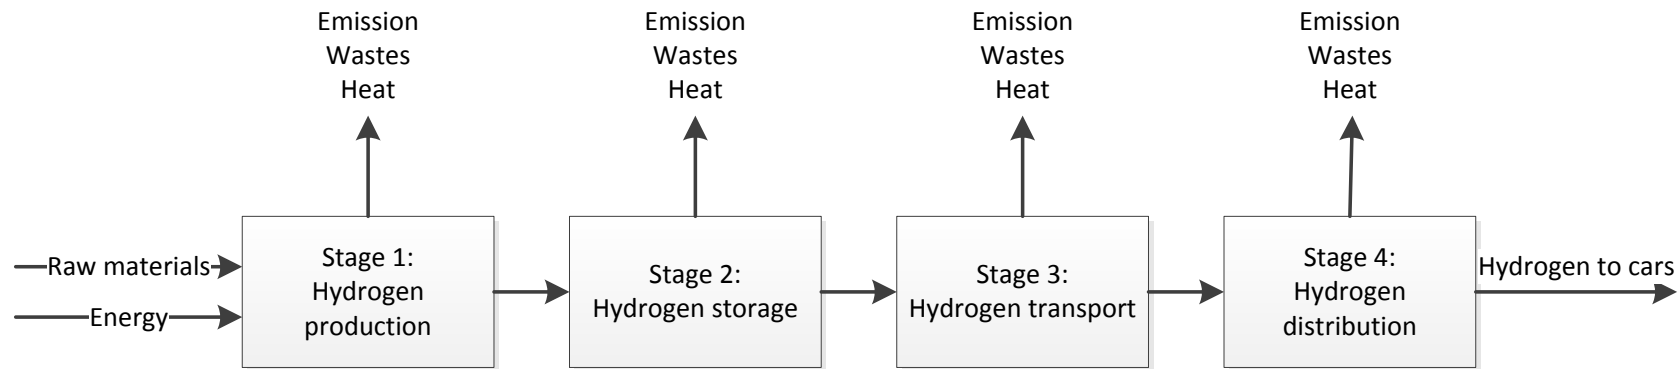 Emission
Wastes
Heat
Emission
Wastes
Heat
Emission
Wastes
Heat
Emission
Wastes
Heat
Raw materials
Energy
Stage 1:
Hydrogen
production
Stage 2:
Hydrogen storage
Stage 3:
Hydrogen transport
Stage 4:
Hydrogen
distribution
Hydrogen to cars